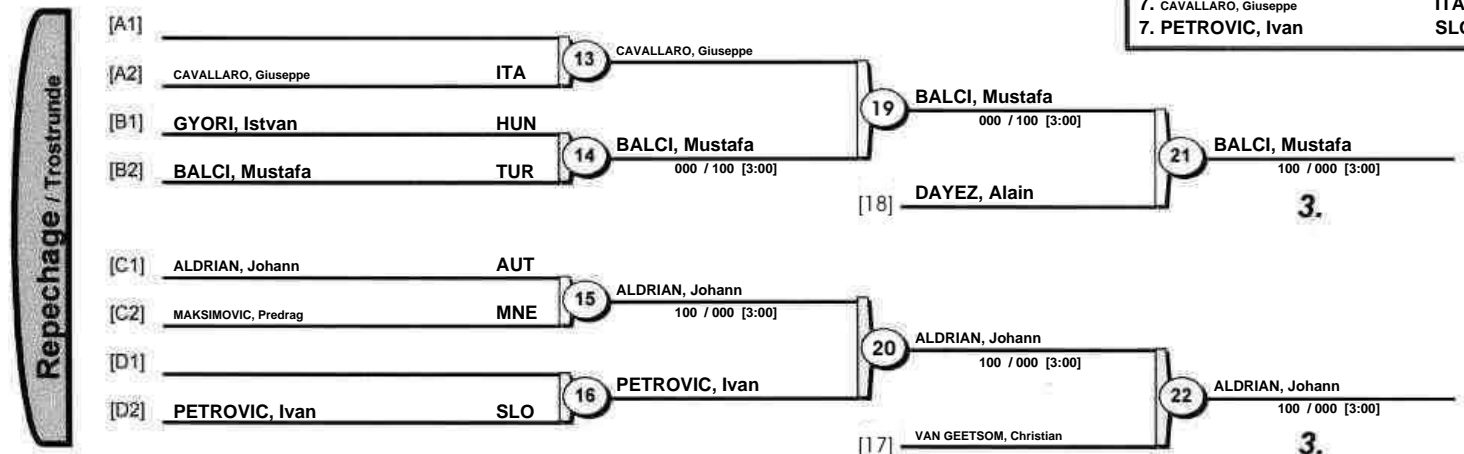 7. CAVALLARO, Giuseppe ITA
7. PETROVIC, Ivan SLO
Repechage / Trostrunde
[A1]
[A2] CAVALLARO, Giuseppe ITA
13 CAVALLARO, Giuseppe
[B1] GYORI, Istvan HUN
[B2] BALCI, Mustafa TUR
14 BALCI, Mustafa
000 / 100 [3:00]
19 BALCI, Mustafa
000 / 100 [3:00]
[18] DAYEZ, Alain
21 BALCI, Mustafa
100 / 000 [3:00]
3.
[C1] ALDRIAN, Johann AUT
[C2] MAKSIMOVIC, Predrag MNE
15 ALDRIAN, Johann
100 / 000 [3:00]
[D1]
[D2] PETROVIC, Ivan SLO
16 PETROVIC, Ivan
20 ALDRIAN, Johann
100 / 000 [3:00]
[17] VAN GEETSOM, Christian
22 ALDRIAN, Johann
100 / 000 [3:00]
3.